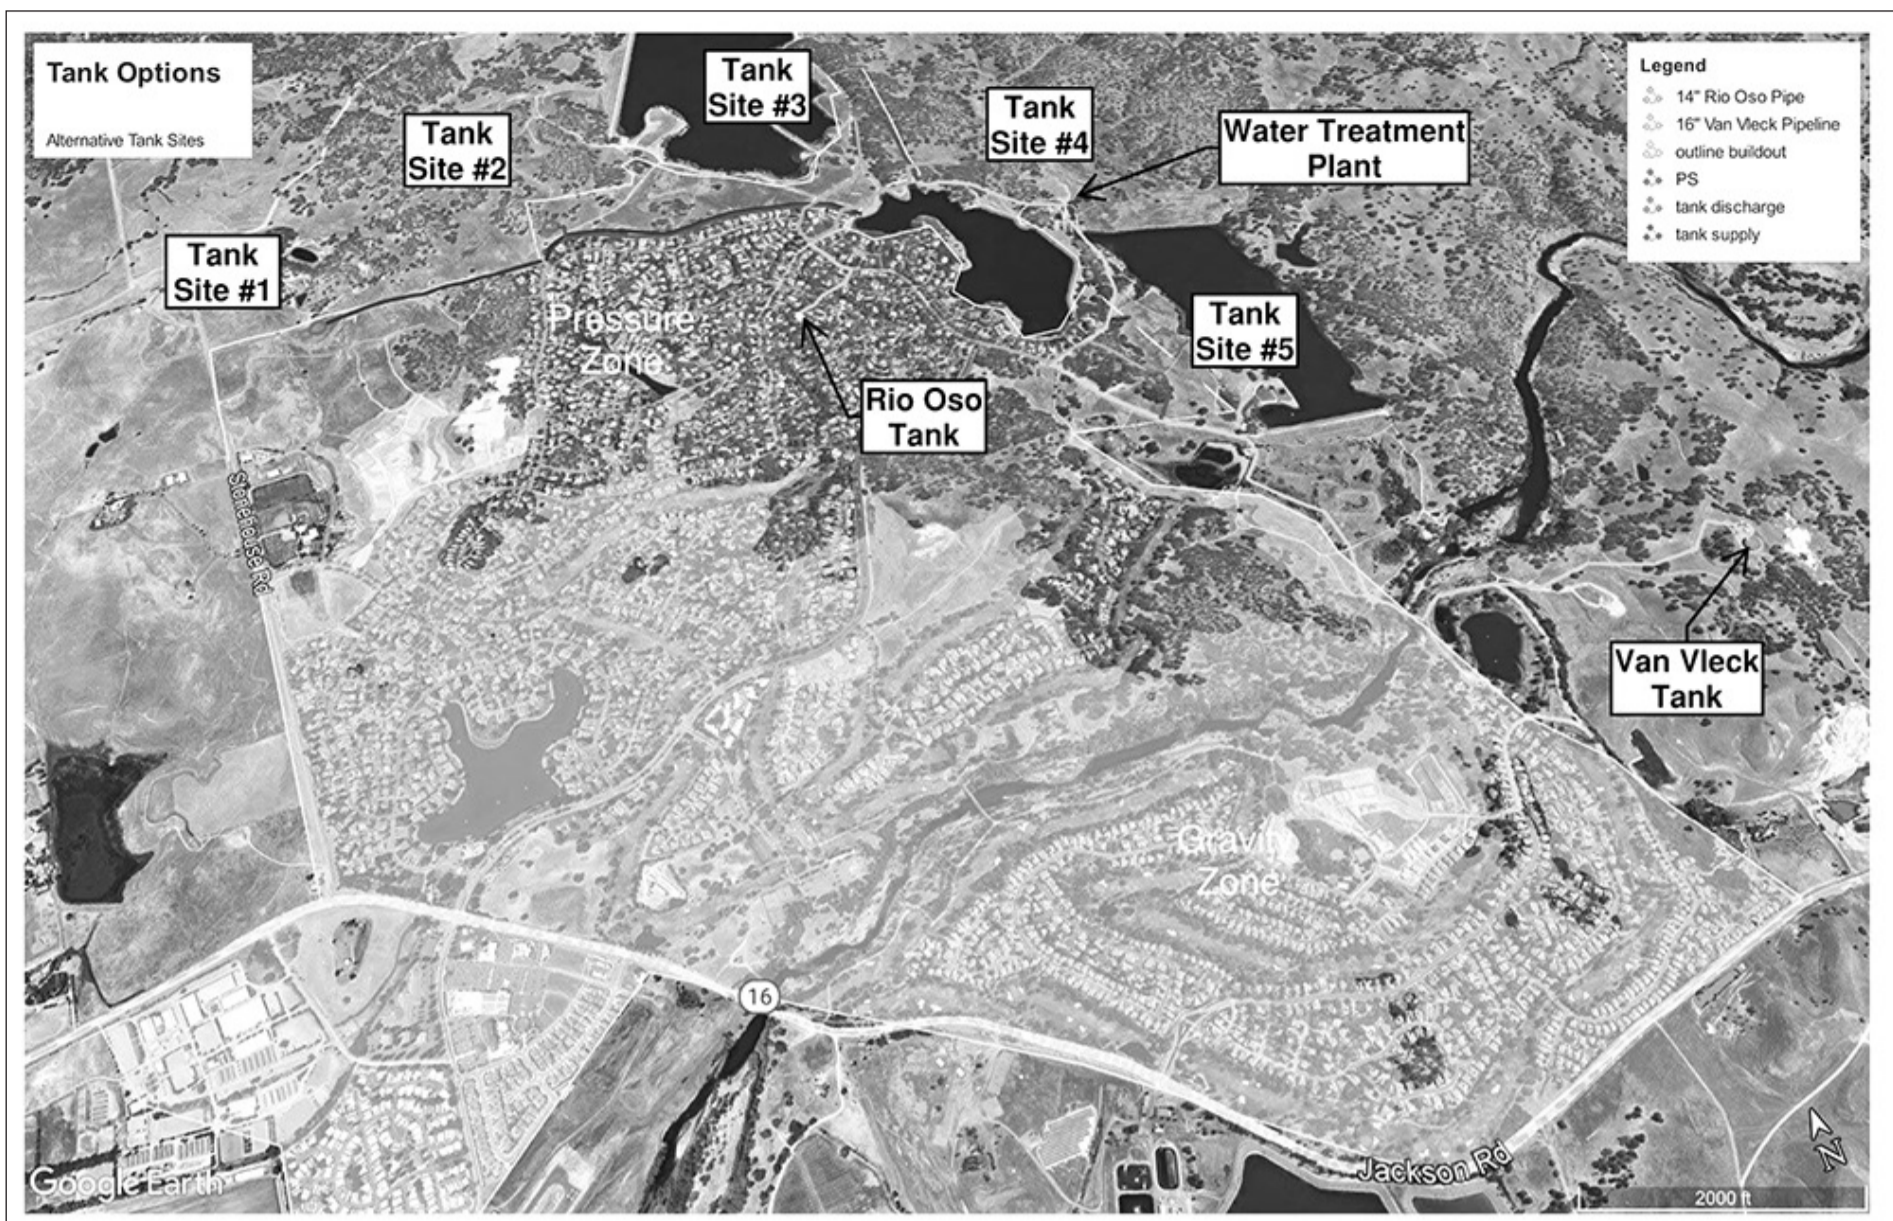 Tank Options
Alternative Tank Sites
Tank
Site #1
Tank
Site #2
Tank
Site #3
Tank
Site #4
Water Treatment
Plant
Legend
14" Rio Oso Pipe
16" Van Vleck Pipeline
outline buildout
PS
tank discharge
tank supply
Pressure
Zone
Tank
Site #5
Rio Oso
Tank
Stonehouse Rd
Van Vleck
Tank
Gravity
Zone
16
Jackson Rd
Google Earth
N
2000 ft